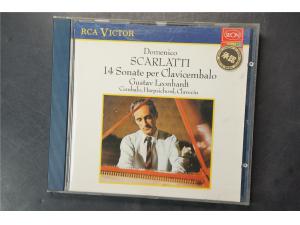 RCA VICTOR
Domenico
SCARLATTI
14 Sonate per Clavicembalo
Gustav Leonhardt
Cembalo, Harpsichord, Clavecin